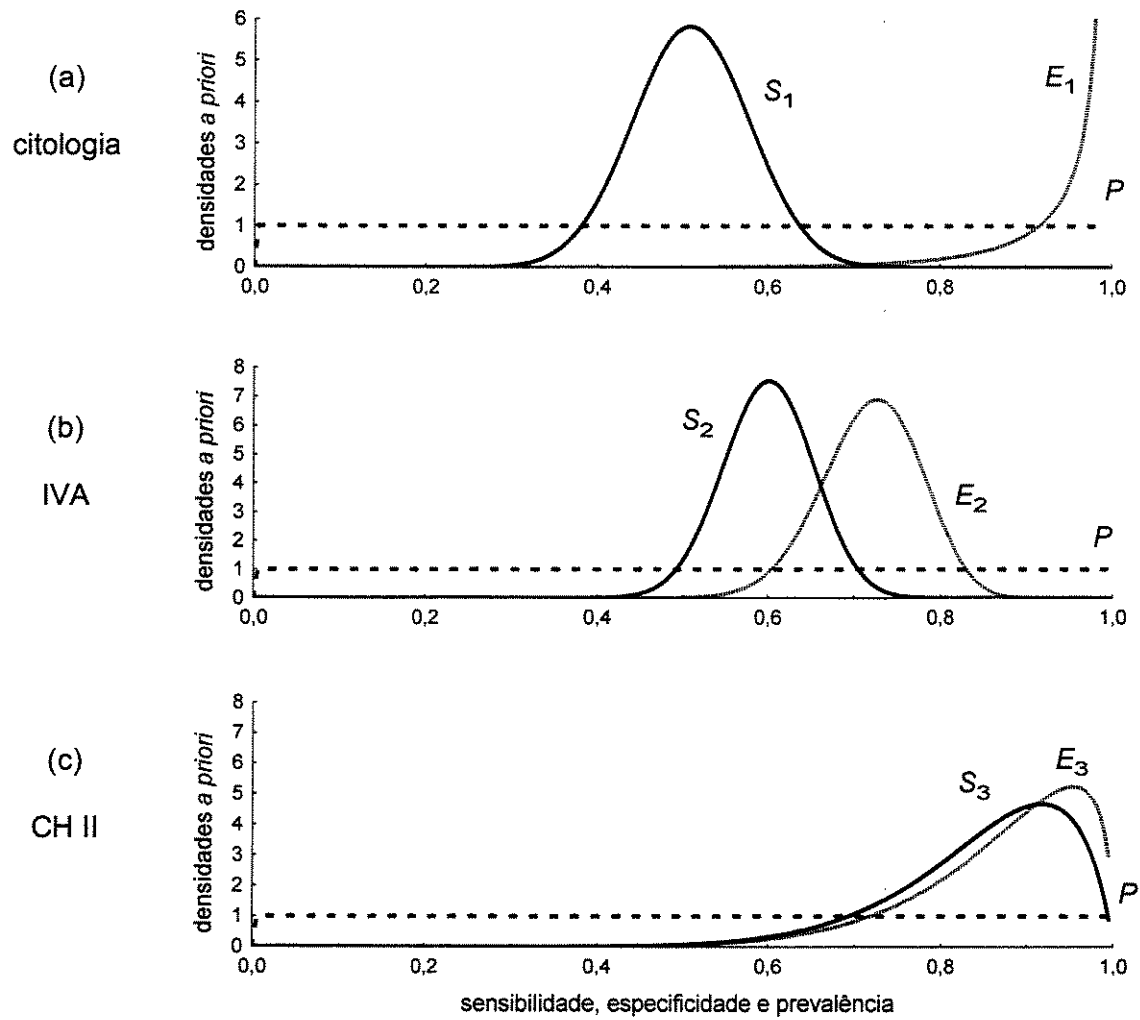 (a)
citologia
densidades a priori
6
5
4
3
2
1
0
S1
E1
P
0,0
0,2
0,4
0,6
0,8
1,0
(b)
IVA
densidades a priori
8
7
6
5
4
3
2
1
0
S2
E2
P
0,0
0,2
0,4
0,6
0,8
1,0
(c)
CH II
densidades a priori
8
7
6
5
4
3
2
1
0
S3
E3
P
0,0
0,2
0,4
0,6
0,8
1,0
sensibilidade, especificidade e prevalência